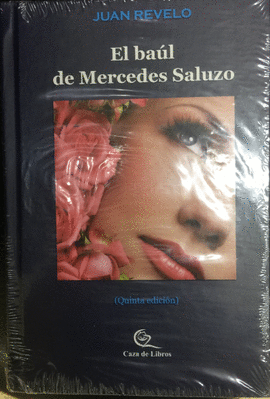 JUAN REVELO
El baúl
de Mercedes Saluzo
(Quinta edición)
Caza de Libros